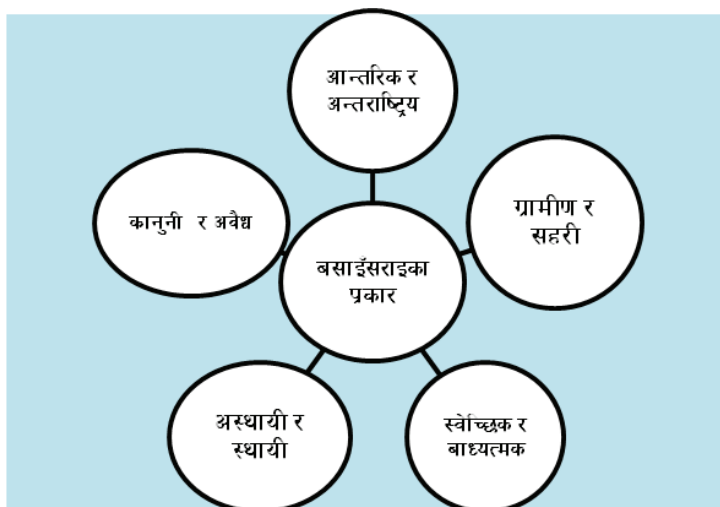 आन्तरिक र
अन्तराष्ट्रिय
कानुनी र अवैध
ग्रामीण र
सहरी
बसाइँसराइका
प्रकार
अस्थायी र
स्थायी
स्वेच्छिक र
बाध्यत्मक